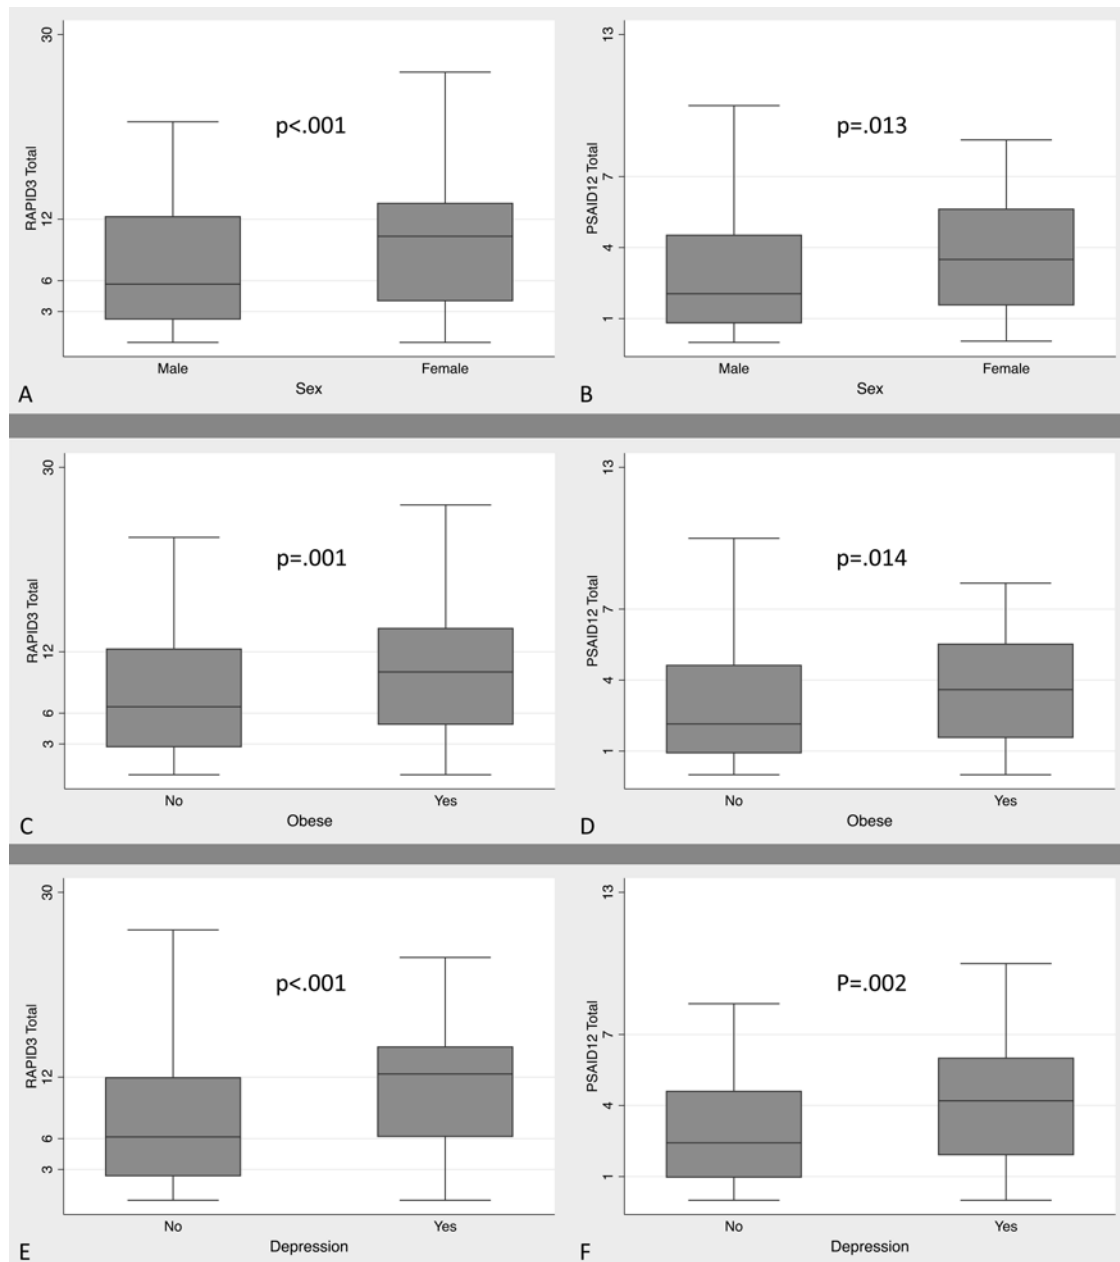 30
12
6
3
RAPID3 Total
p<.001
Male
Female
Sex
A
13
7
4
1
PSAID12 Total
p=.013
Male
Female
Sex
B
30
12
6
3
RAPID3 Total
p=.001
No
Yes
Obese
C
13
7
4
1
PSAID12 Total
p=.014
No
Yes
Obese
D
30
12
6
3
RAPID3 Total
p<.001
No
Yes
Depression
E
13
7
4
1
PSAID12 Total
P=.002
No
Yes
Depression
F